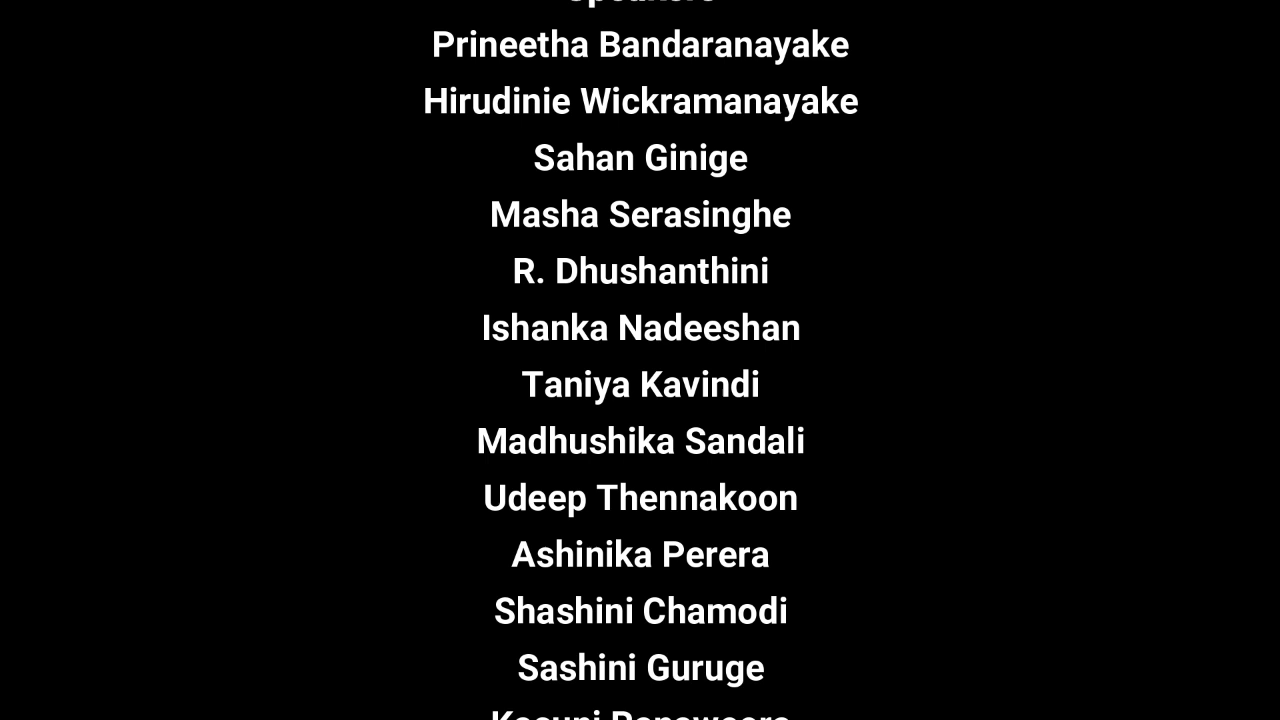 Speakers
Prineetha Bandaranayake
Hirudinie Wickramanayake
Sahan Ginige
Masha Serasinghe
R. Dhushanthini
Ishanka Nadeeshan
Taniya Kavindi
Madhushika Sandali
Udeep Thennakoon
Ashinika Perera
Shashini Chamodi
Sashini Guruge